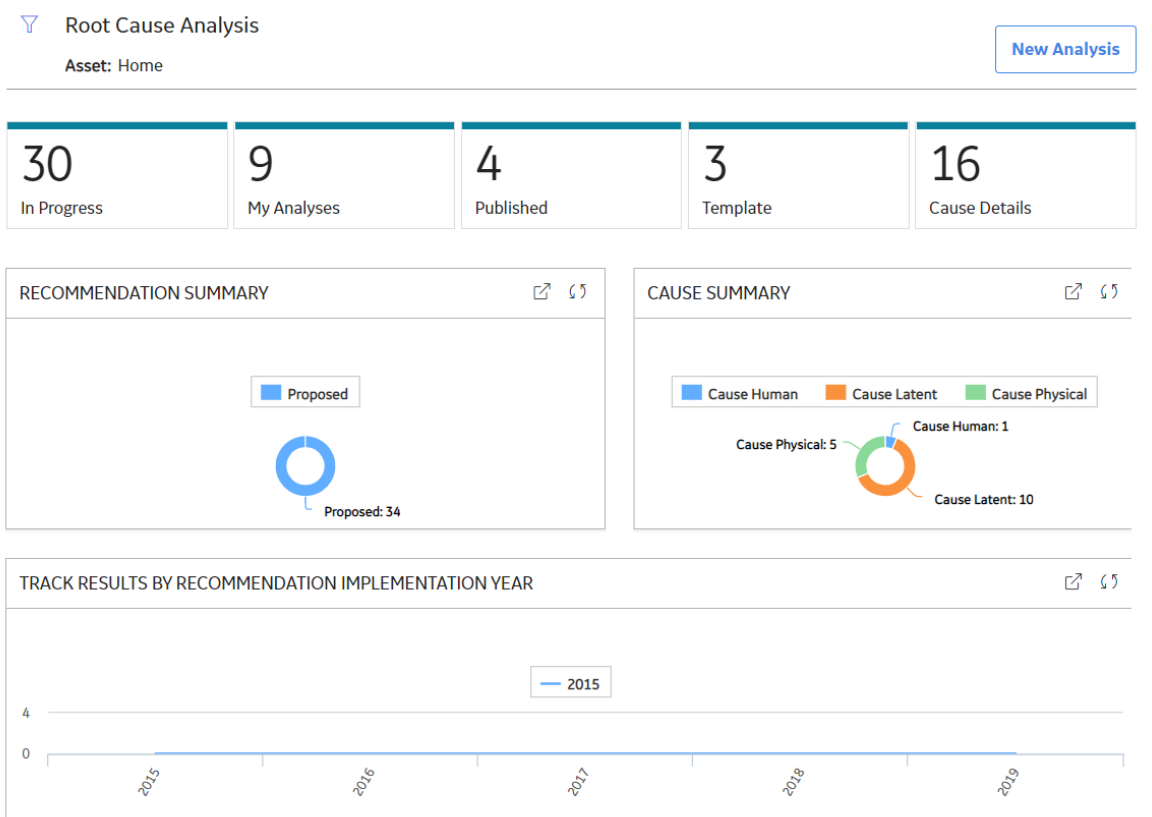 Root Cause Analysis
Asset: Home
New Analysis
30
In Progress
9
My Analyses
4
Published
3
Template
16
Cause Details
RECOMMENDATION SUMMARY
Proposed
Proposed: 34
CAUSE SUMMARY
Cause Human
Cause Latent
Cause Physical
Cause Human: 1
Cause Physical: 5
Cause Latent: 10
TRACK RESULTS BY RECOMMENDATION IMPLEMENTATION YEAR
2015
4
0
2015
2016
2017
2018
2019